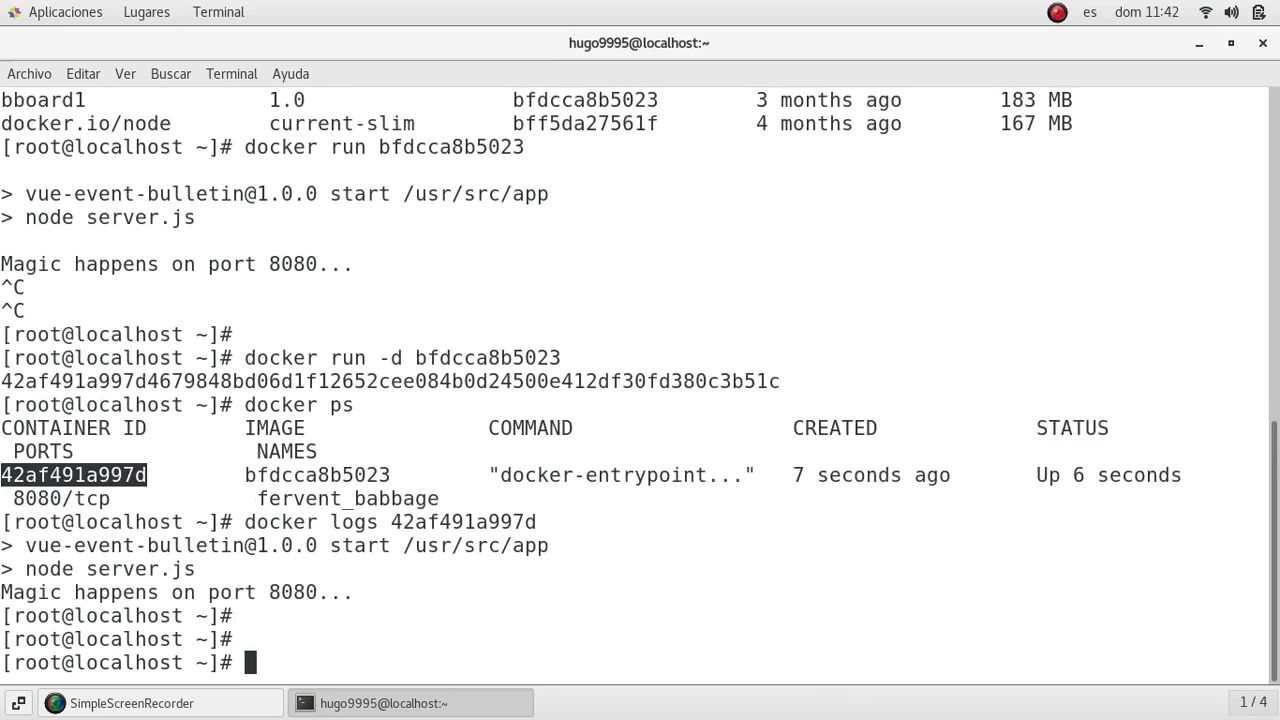 Aplicaciones Lugares Terminal es dom 11:42
hugo9995@localhost:~
Archivo Editar Ver Buscar Terminal Ayuda
bboard1 1.0 bfdcca8b5023 3 months ago 183 MB
docker.io/node current-slim bff5da27561f 4 months ago 167 MB
[root@localhost ~]# docker run bfdcca8b5023
> vue-event-bulletin@1.0.0 start /usr/src/app
> node server.js
Magic happens on port 8080...
^C
^C
[root@localhost ~]#
[root@localhost ~]# docker run -d bfdcca8b5023
42af491a997d4679848bd06d1f12652cee084b0d24500e412df30fd380c3b51c
[root@localhost ~]# docker ps
CONTAINER ID IMAGE COMMAND CREATED STATUS
PORTS NAMES
42af491a997d bfdcca8b5023 "docker-entrypoint..." 7 seconds ago Up 6 seconds
8080/tcp fervent_babbage
[root@localhost ~]# docker logs 42af491a997d
> vue-event-bulletin@1.0.0 start /usr/src/app
> node server.js
Magic happens on port 8080...
[root@localhost ~]#
[root@localhost ~]#
[root@localhost ~]#
SimpleScreenRecorder hugo9995@localhost:~ 1 / 4